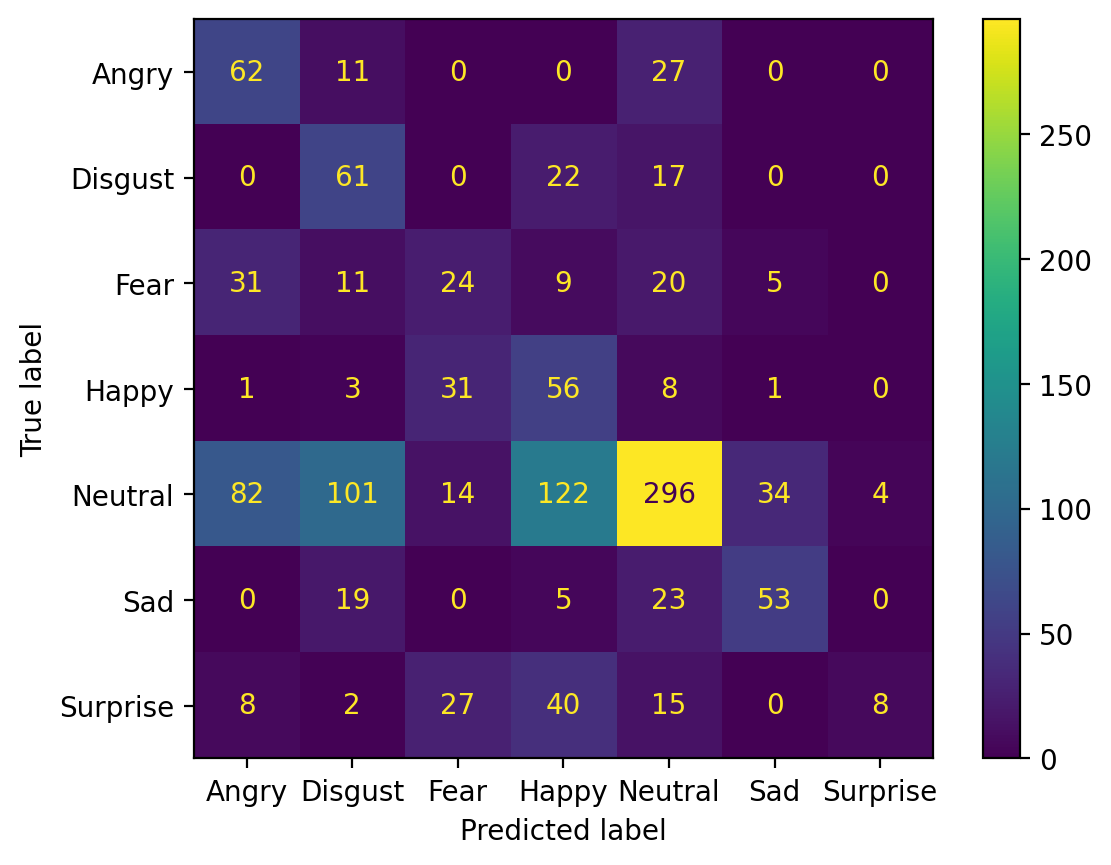 True label
Angry 62 11 0 0 27 0 0
Disgust 0 61 0 22 17 0 0
Fear 31 11 24 9 20 5 0
Happy 1 3 31 56 8 1 0
Neutral 82 101 14 122 296 34 4
Sad 0 19 0 5 23 53 0
Surprise 8 2 27 40 15 0 8
Angry Disgust Fear Happy Neutral Sad Surprise
Predicted label
250
200
150
100
50
0